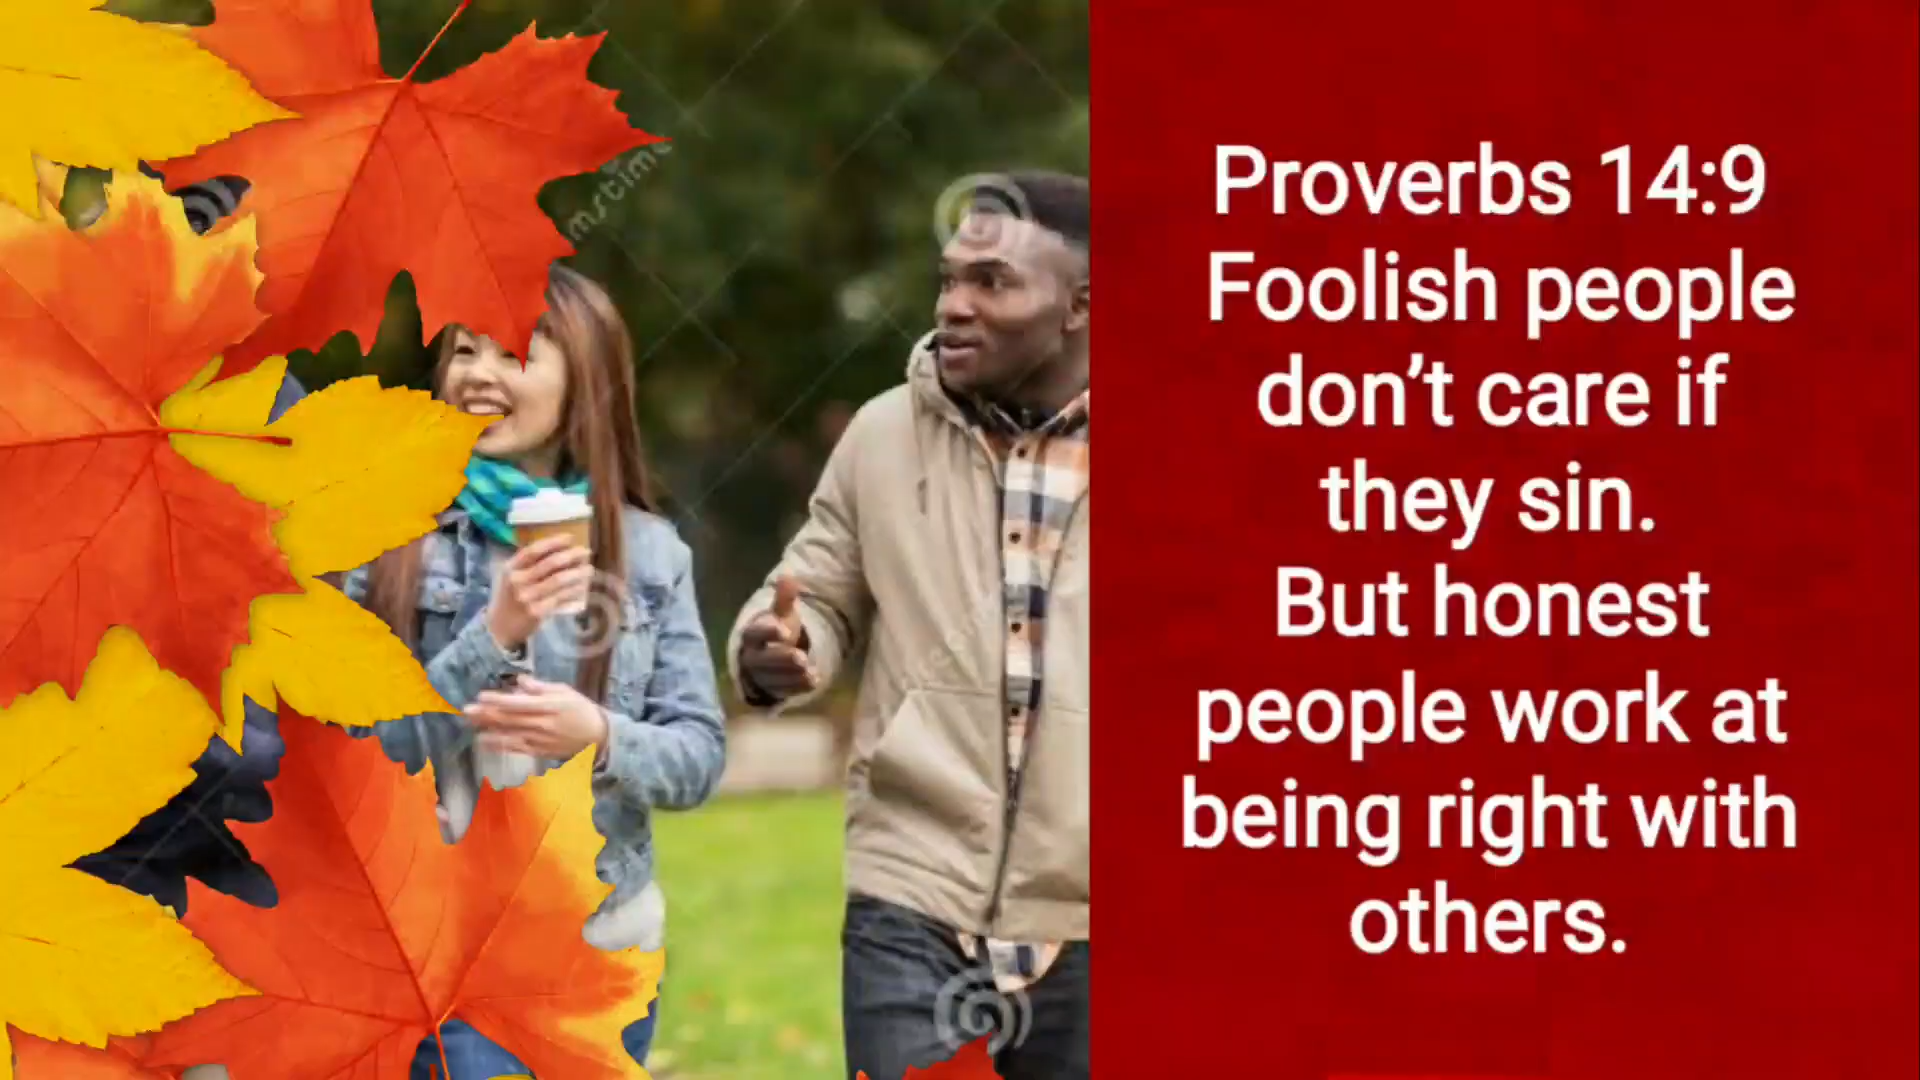 Proverbs 14:9
Foolish people
don’t care if
they sin.
But honest
people work at
being right with
others.
mstime